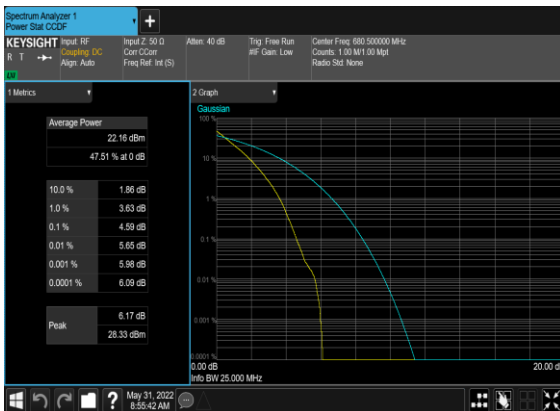 Spectrum Analyzer 1
Power Stat CCDF
+
KEYSIGHT
R T
LV
Input: RF
Coupling: DC
Align: Auto
Input Z: 50 Ω
Corr CCorr
Freq Ref: Int (S)
Atten: 40 dB
Trig: Free Run
#IF Gain: Low
Center Freq: 680.500000 MHz
Counts: 1.00 M/1.00 Mpt
Radio Std: None
1 Metrics
Average Power
22.16 dBm
47.51 % at 0 dB
10.0 % 1.86 dB
1.0 % 3.63 dB
0.1 % 4.59 dB
0.01 % 5.65 dB
0.001 % 5.98 dB
0.0001 % 6.09 dB
Peak
6.17 dB
28.33 dBm
2 Graph
Gaussian
100 %
10 %
1 %
0.1 %
0.01 %
0.001 %
0.0001 %
0.00 dB
20.00 d
Info BW 25.000 MHz
?
May 31, 2022
8:55:42 AM